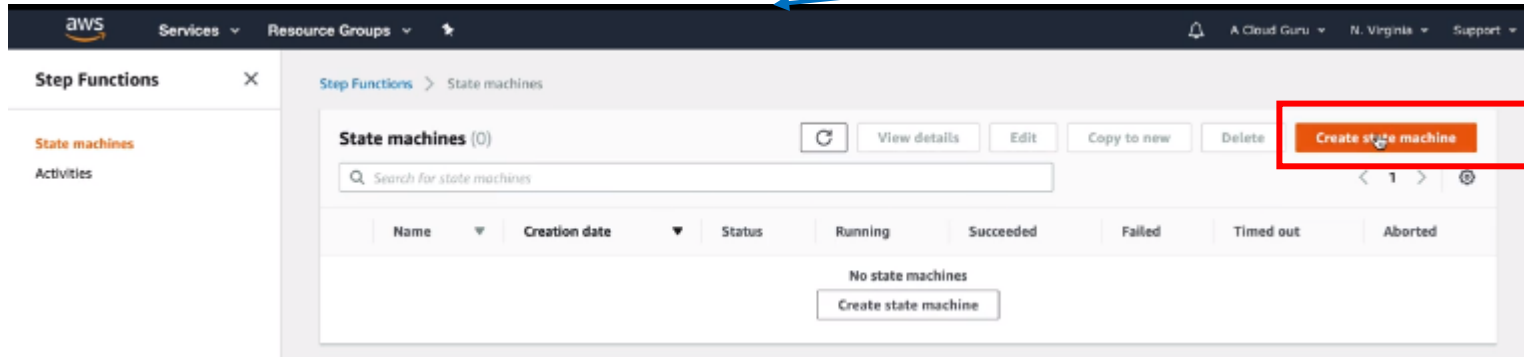 aws Services Resource Groups A Cloud Guru N. Virginia Support
Step Functions
State machines
Activities
Step Functions > State machines
State machines (0) View details Edit Copy to new Delete Create state machine
Search for state machines
< 1 >
Name Creation date Status Running Succeeded Failed Timed out Aborted
No state machines
Create state machine